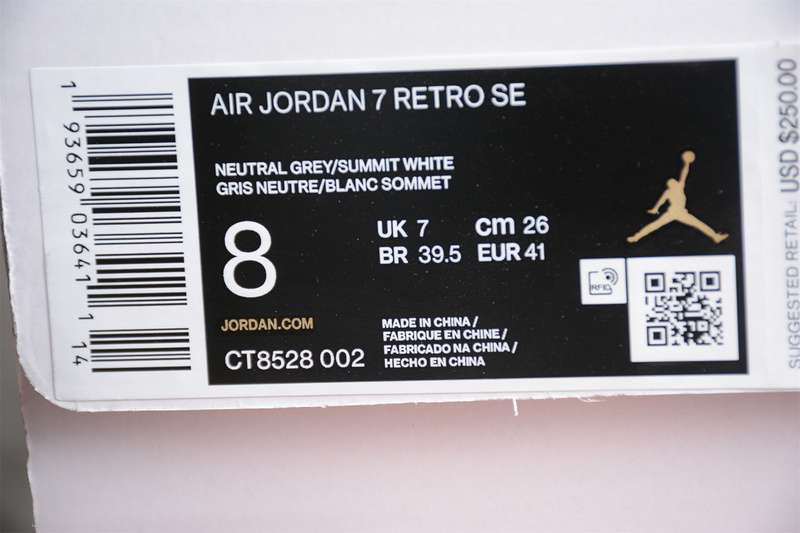 AIR JORDAN 7 RETRO SE
NEUTRAL GREY/SUMMIT WHITE
GRIS NEUTRE/BLANC SOMMET
8
UK 7 cm 26
BR 39.5 EUR 41
JORDAN.COM
CT8528 002
MADE IN CHINA /
FABRIQUE EN CHINE /
FABRICADO NA CHINA /
HECHO EN CHINA
RFID
1 93659 03641 1 14
SUGGESTED RETAIL: USD $250.00